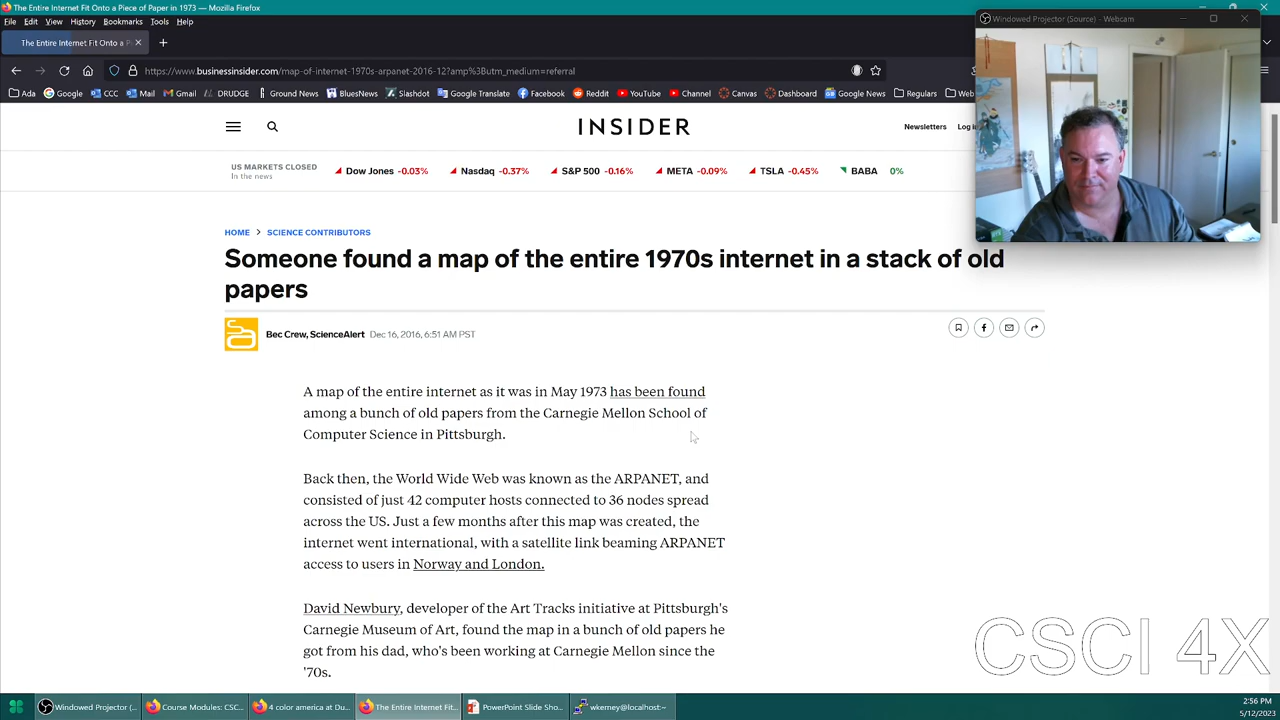 The Entire Internet Fit Onto a Piece of Paper in 1973 — Mozilla Firefox
File Edit View History Bookmarks Tools Help
The Entire Internet Fit Onto a P
https://www.businessinsider.com/map-of-internet-1970s-arpanet-2016-12?amp%3Butm_medium=referral
Ada Google CCC Mail Gmail DRUDGE Ground News BluesNews Slashdot Google Translate Facebook Reddit YouTube Channel Canvas Dashboard Google News Regulars Web
Windowed Projector (Source) - Webcam
INSIDER
Newsletters Log in
US MARKETS CLOSED
In the news
Dow Jones -0.03% Nasdaq -0.37% S&P 500 -0.16% META -0.09% TSLA -0.45% BABA 0%
HOME > SCIENCE CONTRIBUTORS
Someone found a map of the entire 1970s internet in a stack of old
papers
Bec Crew, ScienceAlert Dec 16, 2016, 6:51 AM PST
A map of the entire internet as it was in May 1973 has been found
among a bunch of old papers from the Carnegie Mellon School of
Computer Science in Pittsburgh.
Back then, the World Wide Web was known as the ARPANET, and
consisted of just 42 computer hosts connected to 36 nodes spread
across the US. Just a few months after this map was created, the
internet went international, with a satellite link beaming ARPANET
access to users in Norway and London.
David Newbury, developer of the Art Tracks initiative at Pittsburgh's
Carnegie Museum of Art, found the map in a bunch of old papers he
got from his dad, who's been working at Carnegie Mellon since the
'70s.
CSCI 4X
Windowed Projector (... Course Modules: CSC... 4 color america at Du... The Entire Internet Fit... PowerPoint Slide Sho... wkerney@localhost:~
2:56 PM
5/12/2023